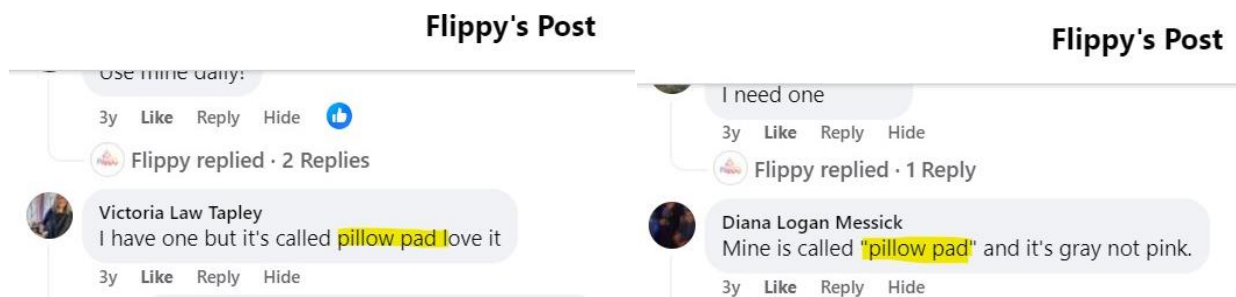 Flippy's Post
Use mine daily!
3y Like Reply Hide
Flippy replied · 2 Replies
Victoria Law Tapley
I have one but it's called pillow pad love it
3y Like Reply Hide
Flippy's Post
I need one
3y Like Reply Hide
Flippy replied · 1 Reply
Diana Logan Messick
Mine is called "pillow pad" and it's gray not pink.
3y Like Reply Hide